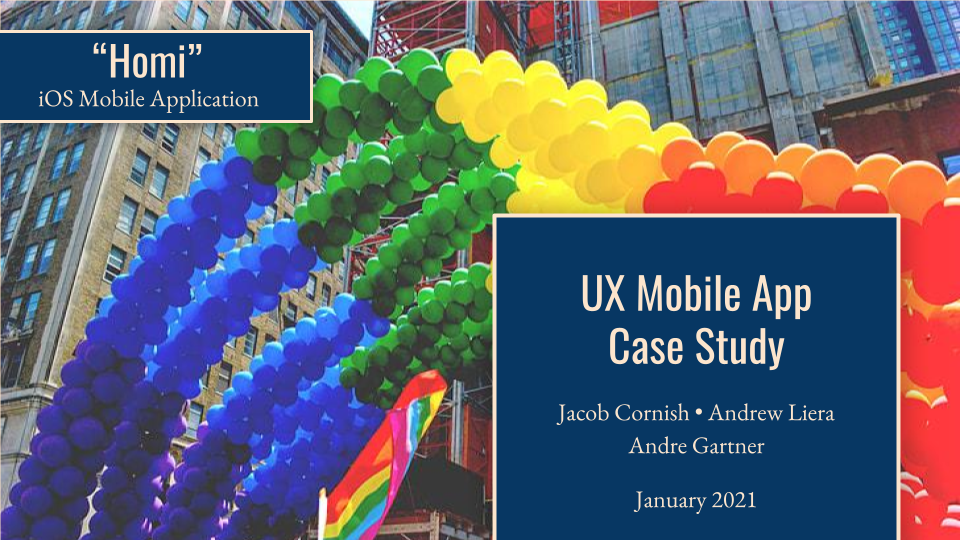 “Homi”
iOS Mobile Application
UX Mobile App
Case Study
Jacob Cornish • Andrew Liera
Andre Gartner
January 2021